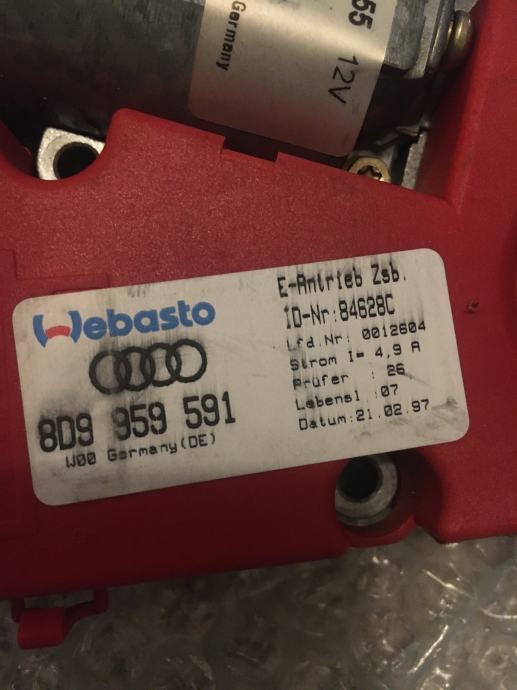 55 12V
Germany
Webasto
8D9 959 591
W00 Germany(DE)
E-Antrieb Zsb.
ID-Nr:84628C
Lfd.Nr: 0012604
Strom I= 4,9 A
Prüfer : 26
Lebensl :07
Datum:21.02.97